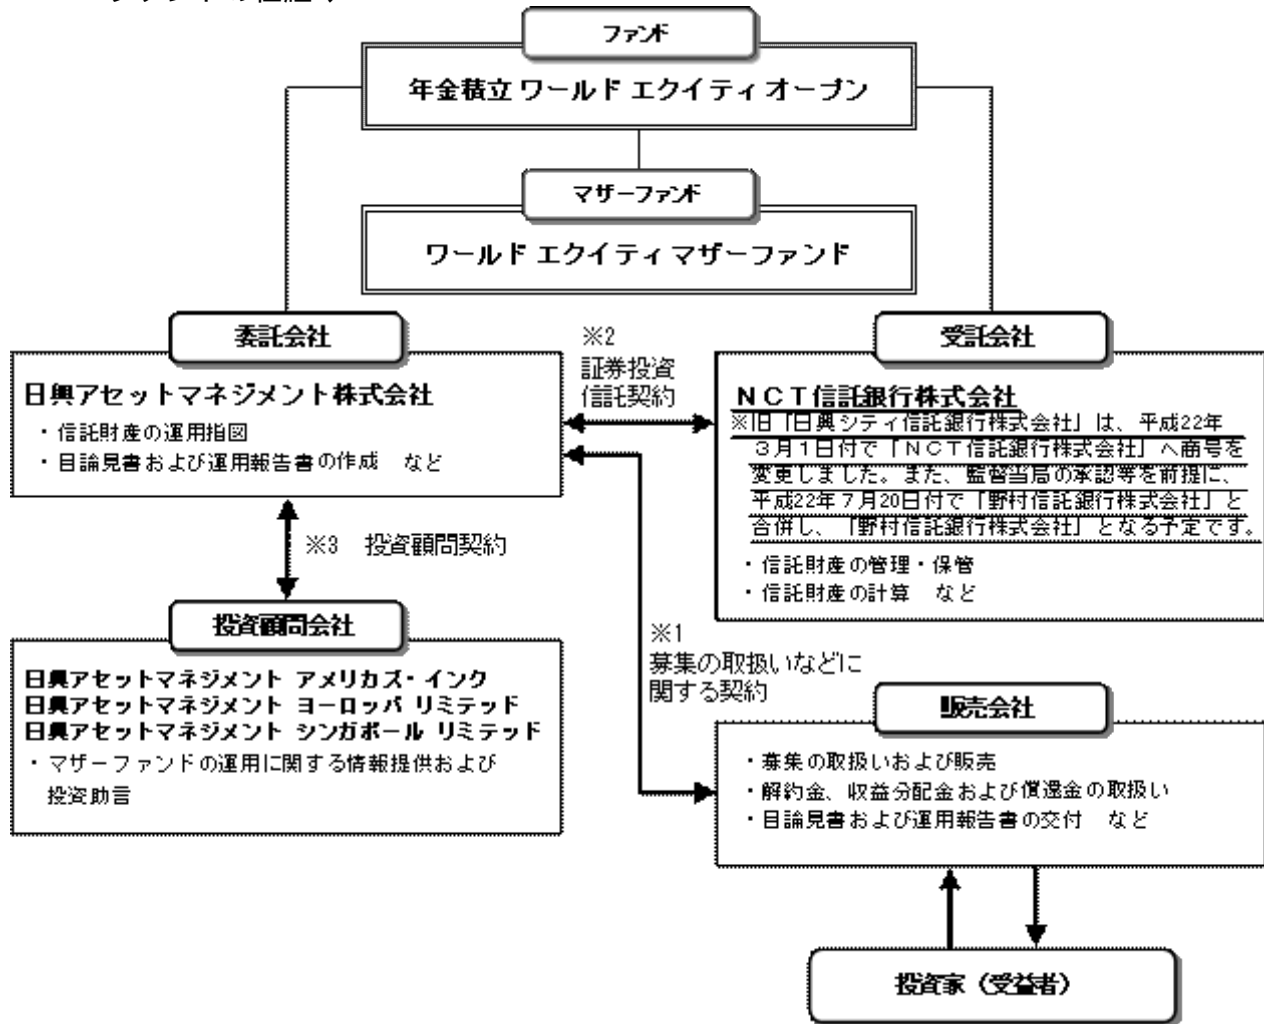 ファンド
年金積立 ワールド エクイティ オープン
マザーファンド
ワールド エクイティ マザーファンド
委託会社
日興アセットマネジメント株式会社
・信託財産の運用指図
・目論見書および運用報告書の作成 など
※2
証券投資
信託契約
受託会社
ＮＣＴ信託銀行株式会社
※旧「日興シティ信託銀行株式会社」は、平成22年
３月１日付で「ＮＣＴ信託銀行株式会社」へ商号を
変更しました。また、監督当局の承認等を前提に、
平成22年７月20日付で「野村信託銀行株式会社」と
合併し、「野村信託銀行株式会社」となる予定です。
・信託財産の管理・保管
・信託財産の計算 など
※3 投資顧問契約
投資顧問会社
日興アセットマネジメント アメリカズ・インク
日興アセットマネジメント ヨーロッパ リミテッド
日興アセットマネジメント シンガポール リミテッド
・マザーファンドの運用に関する情報提供および
投資助言
※1
募集の取扱いなどに
関する契約
販売会社
・募集の取扱いおよび販売
・解約金、収益分配金および償還金の取扱い
・目論見書および運用報告書の交付 など
投資家（受益者）